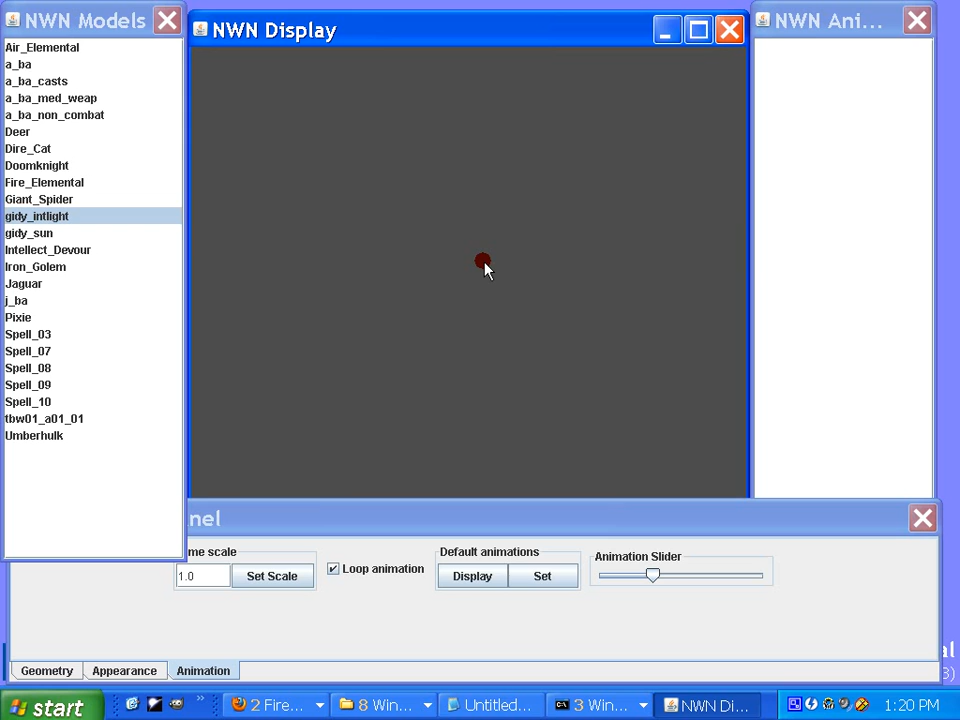 NWN Models
Air_Elemental
a_ba
a_ba_casts
a_ba_med_weap
a_ba_non_combat
Deer
Dire_Cat
Doomknight
Fire_Elemental
Giant_Spider
gidy_intlight
gidy_sun
Intellect_Devour
Iron_Golem
Jaguar
j_ba
Pixie
Spell_03
Spell_07
Spell_08
Spell_09
Spell_10
tbw01_a01_01
Umberhulk
NWN Display
NWN Ani...
nel
me scale
1.0
Set Scale
Loop animation
Default animations
Display
Set
Animation Slider
Geometry
Appearance
Animation
al
3)
start
2 Fire...
8 Win...
Untitled...
3 Win...
NWN Di...
1:20 PM